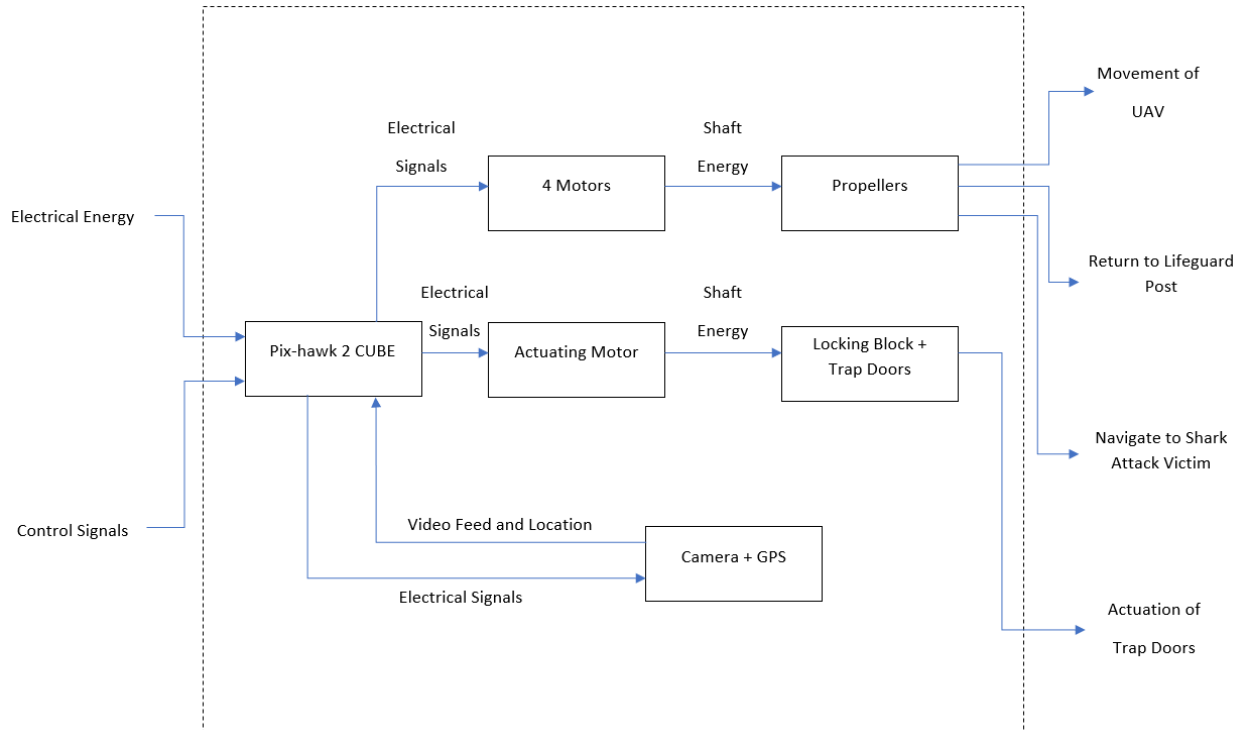 Movement of
UAV
Electrical
Signals
Shaft
Energy
4 Motors
Propellers
Electrical Energy
Return to Lifeguard
Post
Electrical
Signals
Shaft
Energy
Pix-hawk 2 CUBE
Actuating Motor
Locking Block +
Trap Doors
Navigate to Shark
Attack Victim
Control Signals
Video Feed and Location
Camera + GPS
Electrical Signals
Actuation of
Trap Doors